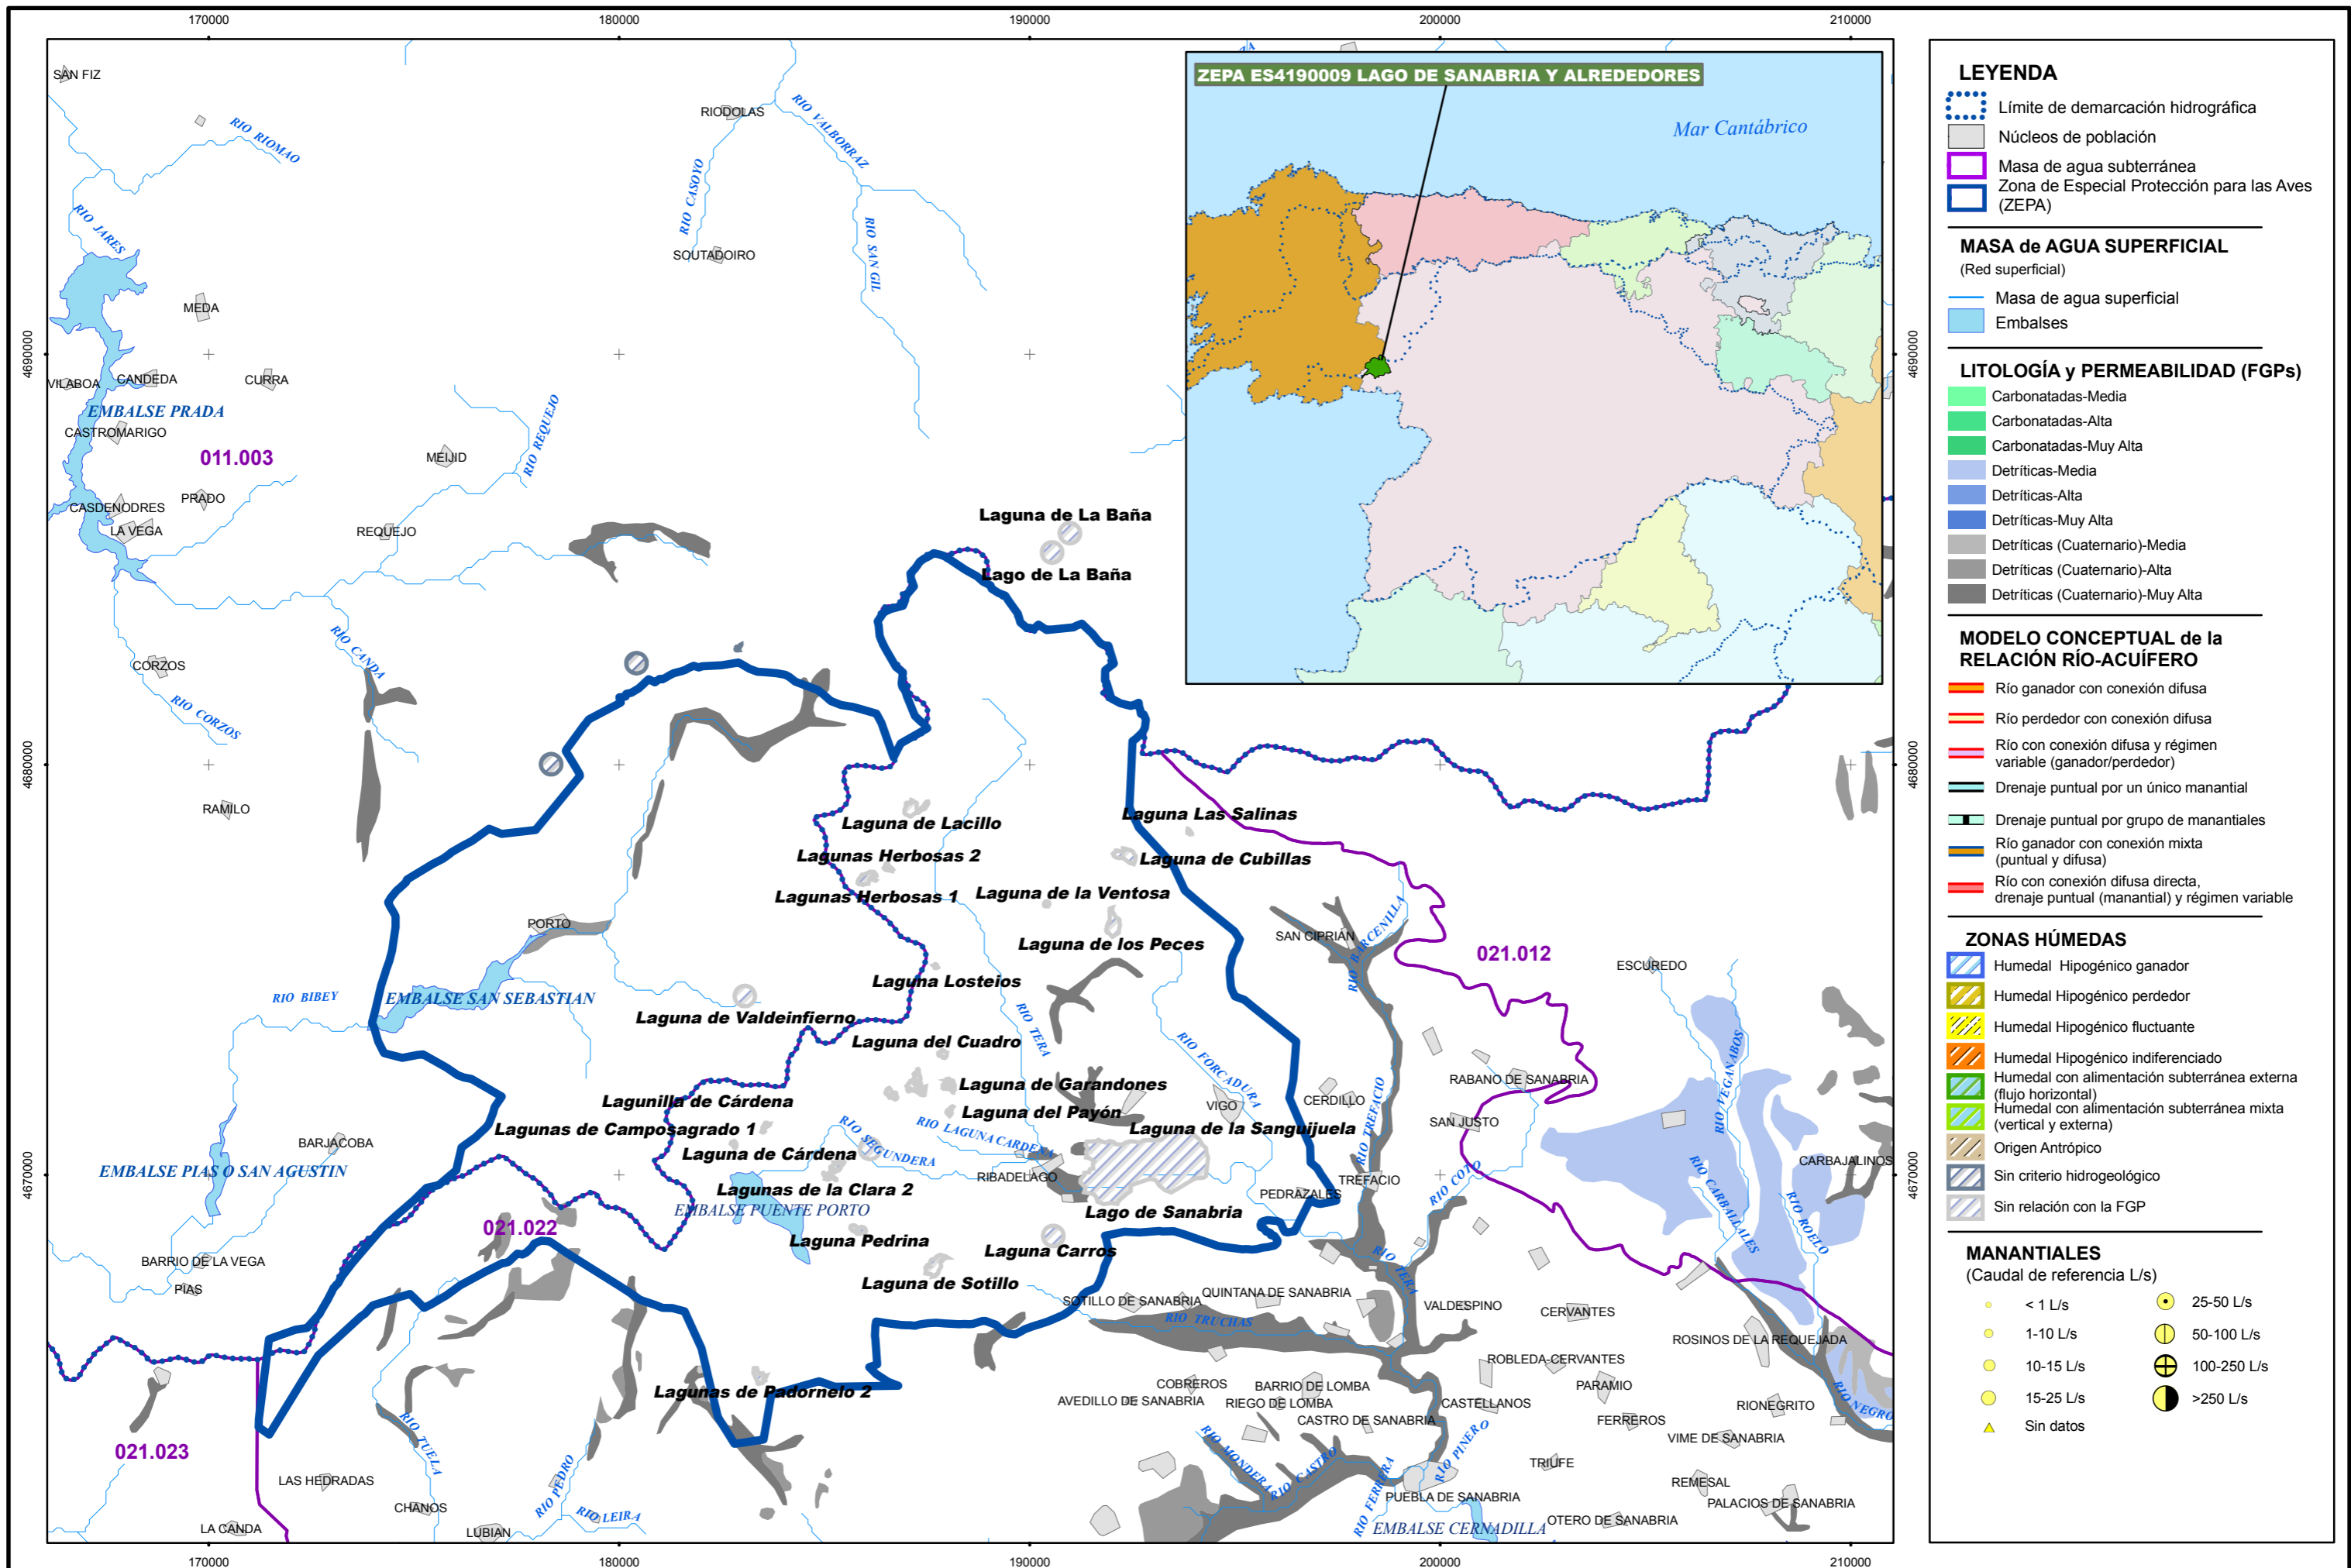 170000
180000
190000
200000
210000
4690000
4680000
4670000
4690000
4680000
4670000
170000
180000
190000
200000
210000
SAN FIZ
RIO RIOMAO
RIO JARES
RIODOLAS
RIO VALBORRAZ
RIO CASOYO
RIO SAN GIL
SOUTADOIRO
MEDA
VILABOA
CANDEDA
CURRA
EMBALSE PRADA
CASTROMARIGO
011.003
RIO REQUEJO
MEIJID
PRADO
CASDENODRES
LA VEGA
REQUEJO
Laguna de La Baña
Lago de La Baña
CORZOS
RIO CANDA
RIO CORZOS
RAMILO
Laguna de Lacillo
Laguna Las Salinas
Lagunas Herbosas 2
Laguna de Cubillas
Lagunas Herbosas 1
Laguna de la Ventosa
PORTO
SAN CIPRIÁN
RIO BARCENILLA
Laguna de los Peces
021.012
ESCUREDO
Laguna Losteios
RIO BIBEY
EMBALSE SAN SEBASTIAN
Laguna de Valdeinfierno
RIO TERA
Laguna del Cuadro
RIO FORCADURA
RIO VEGANABOS
Laguna de Garandones
RABANO DE SANABRIA
Lagunilla de Cárdena
Laguna del Payón
VIGO
CERDILLO
RIO TREFACIO
SAN JUSTO
Lagunas de Camposagrado 1
RIO SEGUNDERA
RIO LAGUNA CARDENA
Laguna de la Sanguijuela
BARJACOBA
Laguna de Cárdena
RIO CARBALLALES
CARBAJALINOS
EMBALSE PIAS O SAN AGUSTIN
RIBADELAGO
PEDRAZALES
TREFACIO
RIO COTO
RIO ROELO
Lagunas de la Clara 2
EMBALSE PUENTE PORTO
Lago de Sanabria
021.022
Laguna Pedrina
Laguna Carros
BARRIO DE LA VEGA
PIAS
Laguna de Sotillo
RIO TERA
SOTILLO DE SANABRIA
QUINTANA DE SANABRIA
VALDESPINO
CERVANTES
RIO TRUCHAS
ROSINOS DE LA REQUEJADA
ROBLEDA-CERVANTES
Lagunas de Padornelo 2
COBREROS
BARRIO DE LOMBA
PARAMIO
AVEDILLO DE SANABRIA
RIEGO DE LOMBA
CASTELLANOS
RIONEGRITO
RIO NEGRO
CASTRO DE SANABRIA
FERREROS
VIME DE SANABRIA
RIO TUELA
021.023
RIO PEDRO
RIO MONDERA
RIO CASTRO
RIO FERRERA
RIO PINERO
TRIUFE
LAS HEDRADAS
REMESAL
CHANOS
RIO LEIRA
PUEBLA DE SANABRIA
PALACIOS DE SANABRIA
LA CANDA
LUBIAN
EMBALSE CERNADILLA
OTERO DE SANABRIA
ZEPA ES4190009 LAGO DE SANABRIA Y ALREDEDORES
Mar Cantábrico
LEYENDA
Límite de demarcación hidrográfica
Núcleos de población
Masa de agua subterránea
Zona de Especial Protección para las Aves
(ZEPA)
MASA de AGUA SUPERFICIAL
(Red superficial)
Masa de agua superficial
Embalses
LITOLOGÍA y PERMEABILIDAD (FGPs)
Carbonatadas-Media
Carbonatadas-Alta
Carbonatadas-Muy Alta
Detríticas-Media
Detríticas-Alta
Detríticas-Muy Alta
Detríticas (Cuaternario)-Media
Detríticas (Cuaternario)-Alta
Detríticas (Cuaternario)-Muy Alta
MODELO CONCEPTUAL de la
RELACIÓN RÍO-ACUÍFERO
Río ganador con conexión difusa
Río perdedor con conexión difusa
Río con conexión difusa y régimen
variable (ganador/perdedor)
Drenaje puntual por un único manantial
Drenaje puntual por grupo de manantiales
Río ganador con conexión mixta
(puntual y difusa)
Río con conexión difusa directa,
drenaje puntual (manantial) y régimen variable
ZONAS HÚMEDAS
Humedal Hipogénico ganador
Humedal Hipogénico perdedor
Humedal Hipogénico fluctuante
Humedal Hipogénico indiferenciado
Humedal con alimentación subterránea externa
(flujo horizontal)
Humedal con alimentación subterránea mixta
(vertical y externa)
Origen Antrópico
Sin criterio hidrogeológico
Sin relación con la FGP
MANANTIALES
(Caudal de referencia L/s)
< 1 L/s
1-10 L/s
10-15 L/s
15-25 L/s
Sin datos
25-50 L/s
50-100 L/s
100-250 L/s
>250 L/s